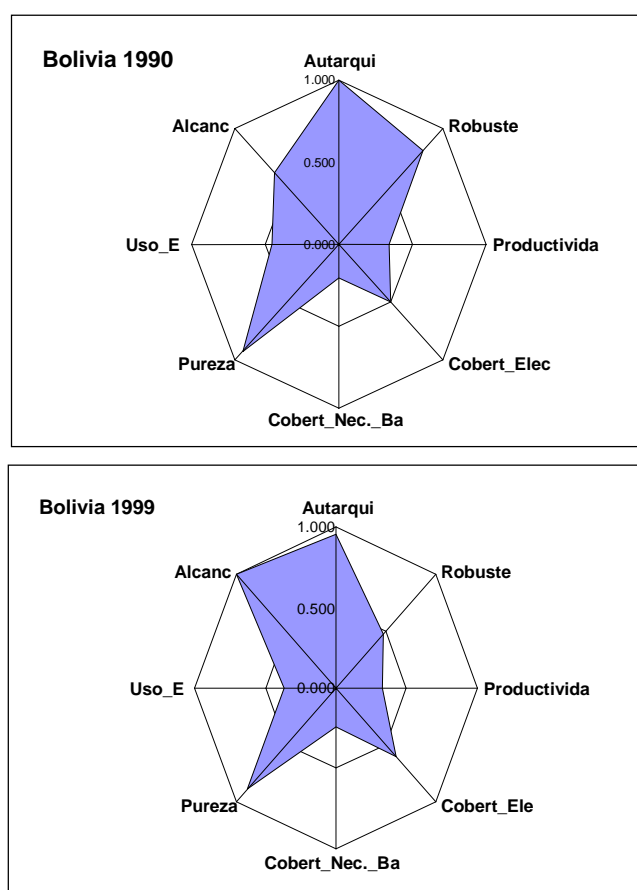 Bolivia 1990
Autarqui
1.000
Alcanc
Robuste
0.500
Uso_E
0.000
Productivida
Pureza
Cobert_Elec
Cobert_Nec._Ba
Bolivia 1999
Autarqui
1.000
Alcanc
Robuste
0.500
Uso_E
0.000
Productivida
Pureza
Cobert_Ele
Cobert_Nec._Ba